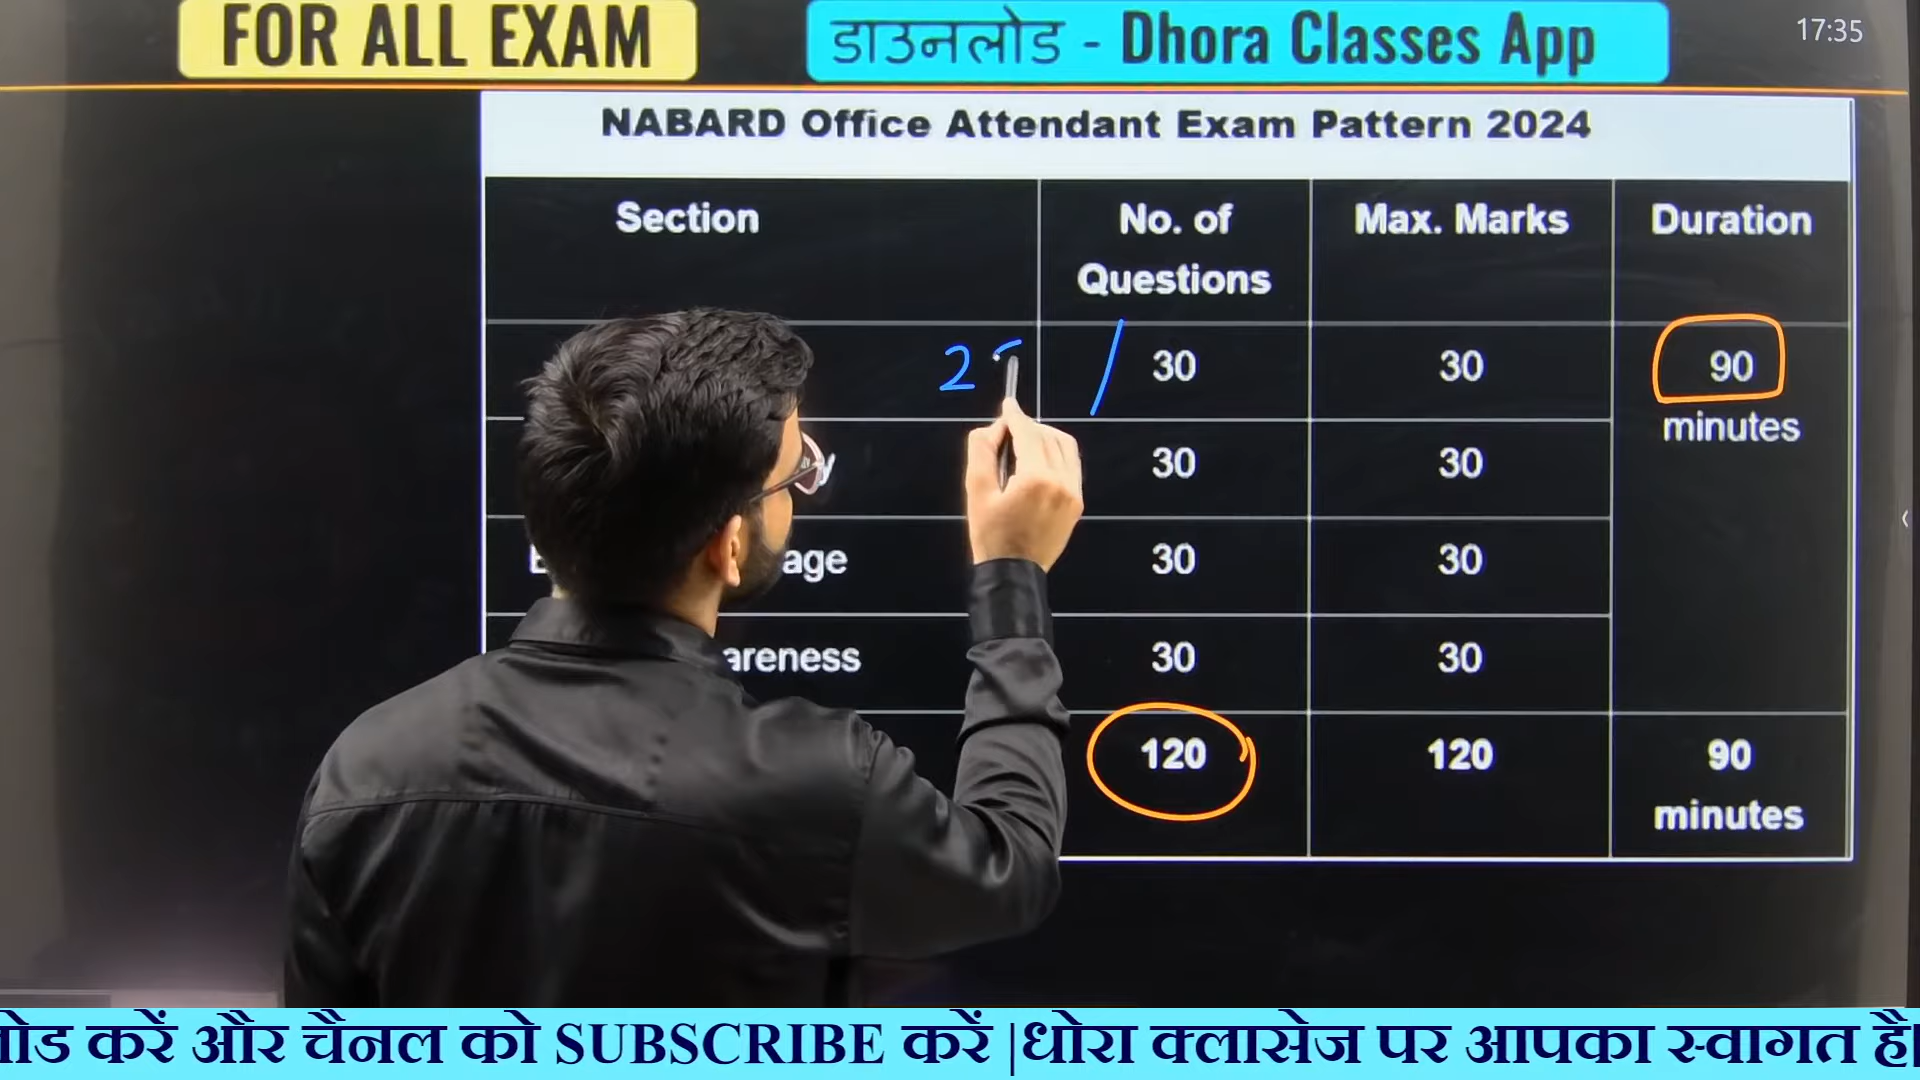 FOR ALL EXAM
डाउनलोड - Dhora Classes App
17:35
NABARD Office Attendant Exam Pattern 2024
Section
No. of Questions
Max. Marks
Duration
2
30
30
90 minutes
30
30
30
30
30
30
120
120
90 minutes
करें और चैनल को SUBSCRIBE करें |धोरा क्लासेज पर आपका स्वागत है|